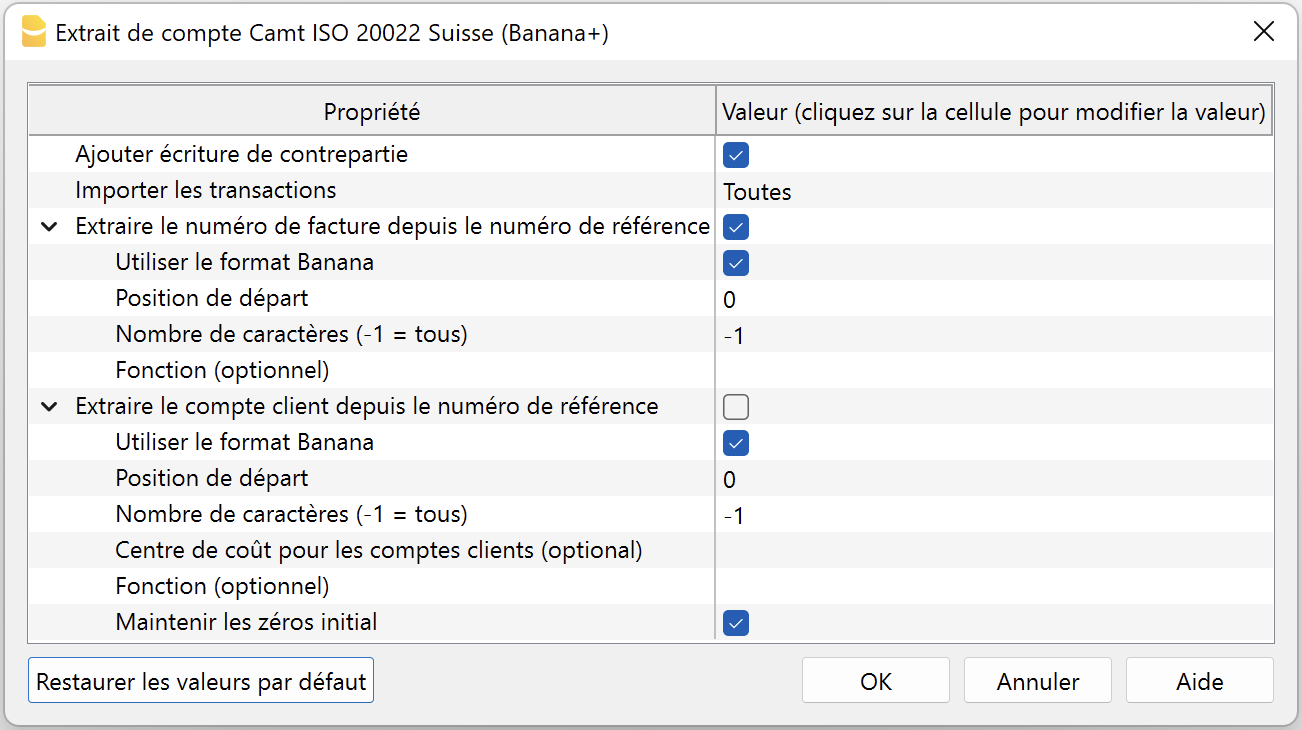 Extrait de compte Camt ISO 20022 Suisse (Banana+)
Propriété Valeur (cliquez sur la cellule pour modifier la valeur)
Ajouter écriture de contrepartie
Importer les transactions Toutes
Extraire le numéro de facture depuis le numéro de référence
Utiliser le format Banana
Position de départ 0
Nombre de caractères (-1 = tous) -1
Fonction (optionnel)
Extraire le compte client depuis le numéro de référence
Utiliser le format Banana
Position de départ 0
Nombre de caractères (-1 = tous) -1
Centre de coût pour les comptes clients (optional)
Fonction (optionnel)
Maintenir les zéros initial
Restaurer les valeurs par défaut OK Annuler Aide